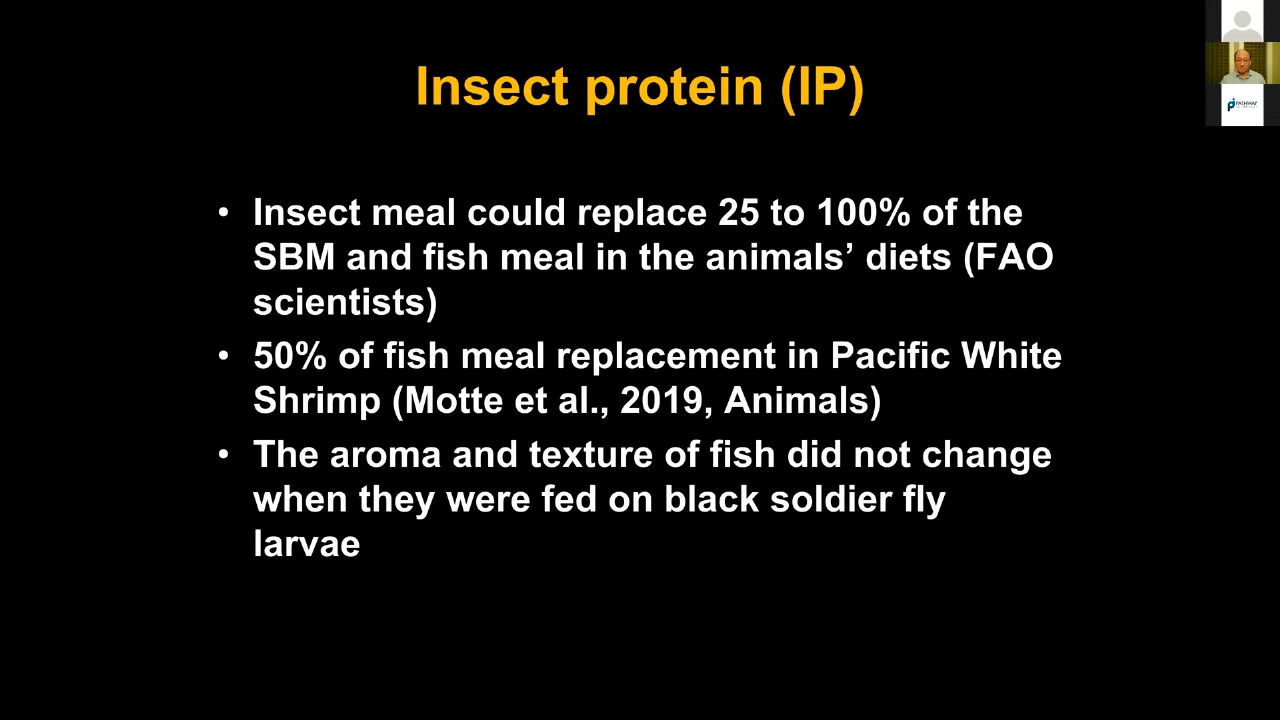 Insect protein (IP)
• Insect meal could replace 25 to 100% of the
SBM and fish meal in the animals’ diets (FAO
scientists)
• 50% of fish meal replacement in Pacific White
Shrimp (Motte et al., 2019, Animals)
• The aroma and texture of fish did not change
when they were fed on black soldier fly
larvae
PATHWAY